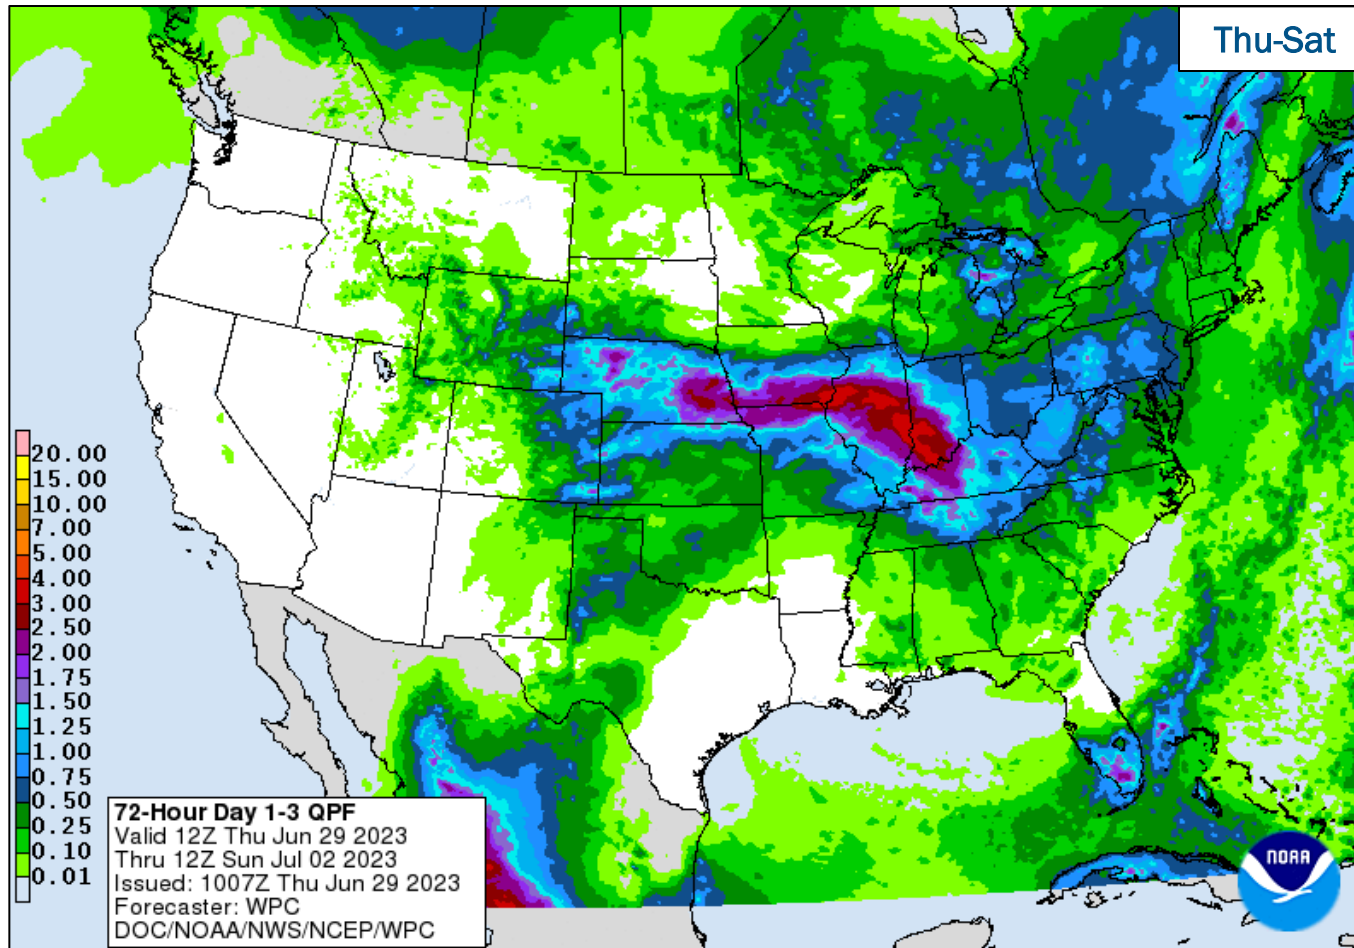 Thu-Sat
20.00
15.00
10.00
7.00
5.00
4.00
3.00
2.50
2.00
1.75
1.50
1.25
1.00
0.75
0.50
0.25
0.10
0.01
72-Hour Day 1-3 QPF
Valid 12Z Thu Jun 29 2023
Thru 12Z Sun Jul 02 2023
Issued: 1007Z Thu Jun 29 2023
Forecaster: WPC
DOC/NOAA/NWS/NCEP/WPC
NOAA